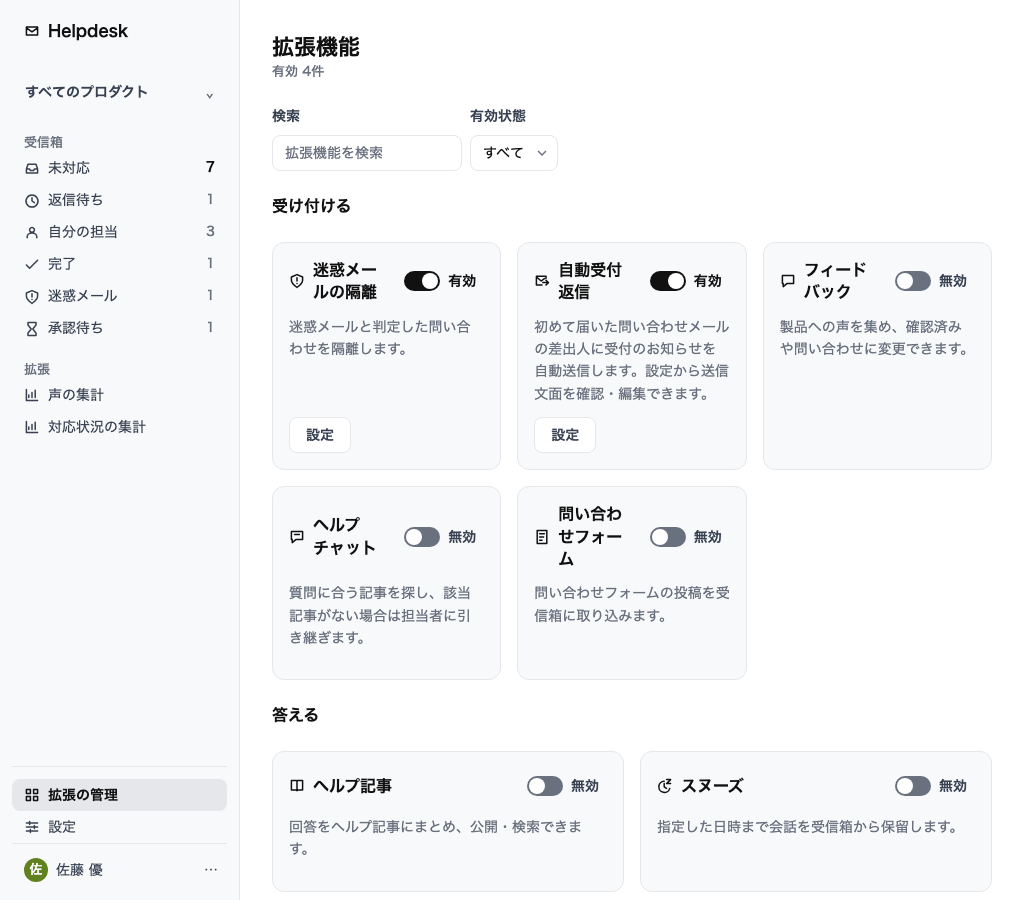 Helpdesk
すべてのプロダクト
受信箱
未対応 7
返信待ち 1
自分の担当 3
完了 1
迷惑メール 1
承認待ち 1
拡張
声の集計
対応状況の集計
拡張の管理
設定
佐 佐藤 優 …
拡張機能
有効 4件
検索 有効状態
拡張機能を検索 すべて
受け付ける
迷惑メー
ルの隔離
有効
迷惑メールと判定した問い合
わせを隔離します。
設定
自動受付
返信
有効
初めて届いた問い合わせメール
の差出人に受付のお知らせを
自動送信します。設定から送信
文面を確認・編集できます。
設定
フィード
バック
無効
製品への声を集め、確認済み
や問い合わせに変更できます。
ヘルプ
チャット
無効
質問に合う記事を探し、該当
記事がない場合は担当者に引
き継ぎます。
問い合わ
せフォー
ム
無効
問い合わせフォームの投稿を受
信箱に取り込みます。
答える
ヘルプ記事 無効
回答をヘルプ記事にまとめ、公開・検索できま
す。
スヌーズ 無効
指定した日時まで会話を受信箱から保留します。